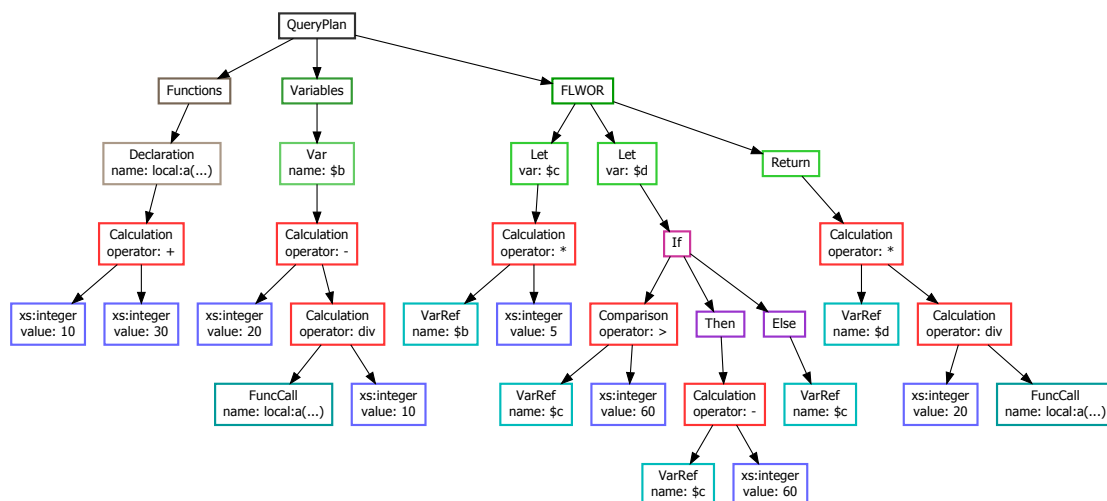 QueryPlan
Functions
Variables
FLWOR
Declaration
name: local:a(...)
Var
name: $b
Let
var: $c
Let
var: $d
Return
Calculation
operator: +
Calculation
operator: -
Calculation
operator: *
If
Calculation
operator: *
xs:integer
value: 10
xs:integer
value: 30
xs:integer
value: 20
Calculation
operator: div
VarRef
name: $b
xs:integer
value: 5
Comparison
operator: >
Then
Else
VarRef
name: $d
Calculation
operator: div
FuncCall
name: local:a(...)
xs:integer
value: 10
VarRef
name: $c
xs:integer
value: 60
Calculation
operator: -
VarRef
name: $c
xs:integer
value: 20
FuncCall
name: local:a(...)
VarRef
name: $c
xs:integer
value: 60